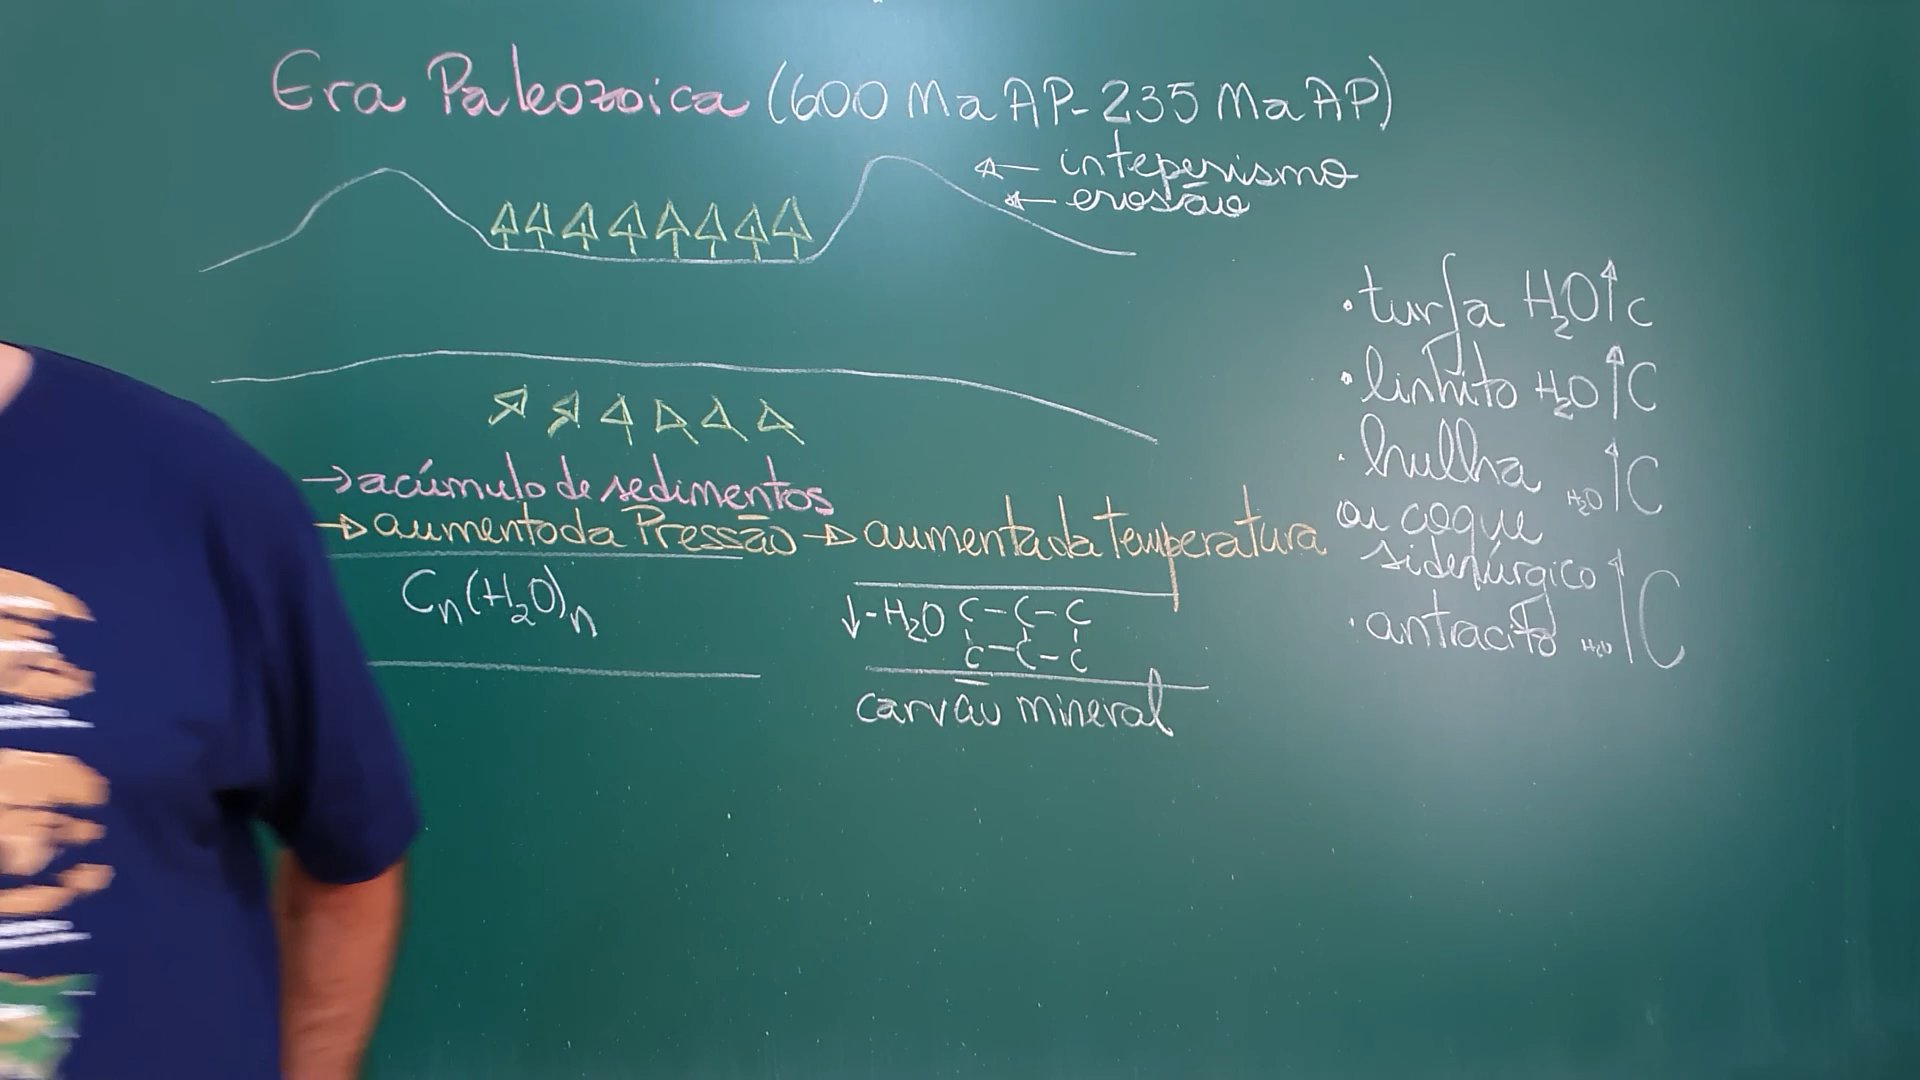 Era Paleozoica (600 Ma AP-235 Ma AP)
intemperismo
erosão
→acúmulo de sedimentos
→aumento da Pressão → aumenta da Temperatura
Cn(H₂O)n
↓-H₂O C-C-C
C-C-C
carvão mineral
•turfa H₂O↑c
•linhito H₂O↑C
•hulha H₂O↑C
ou coque
siderúrgico
•antracito H₂O↑C